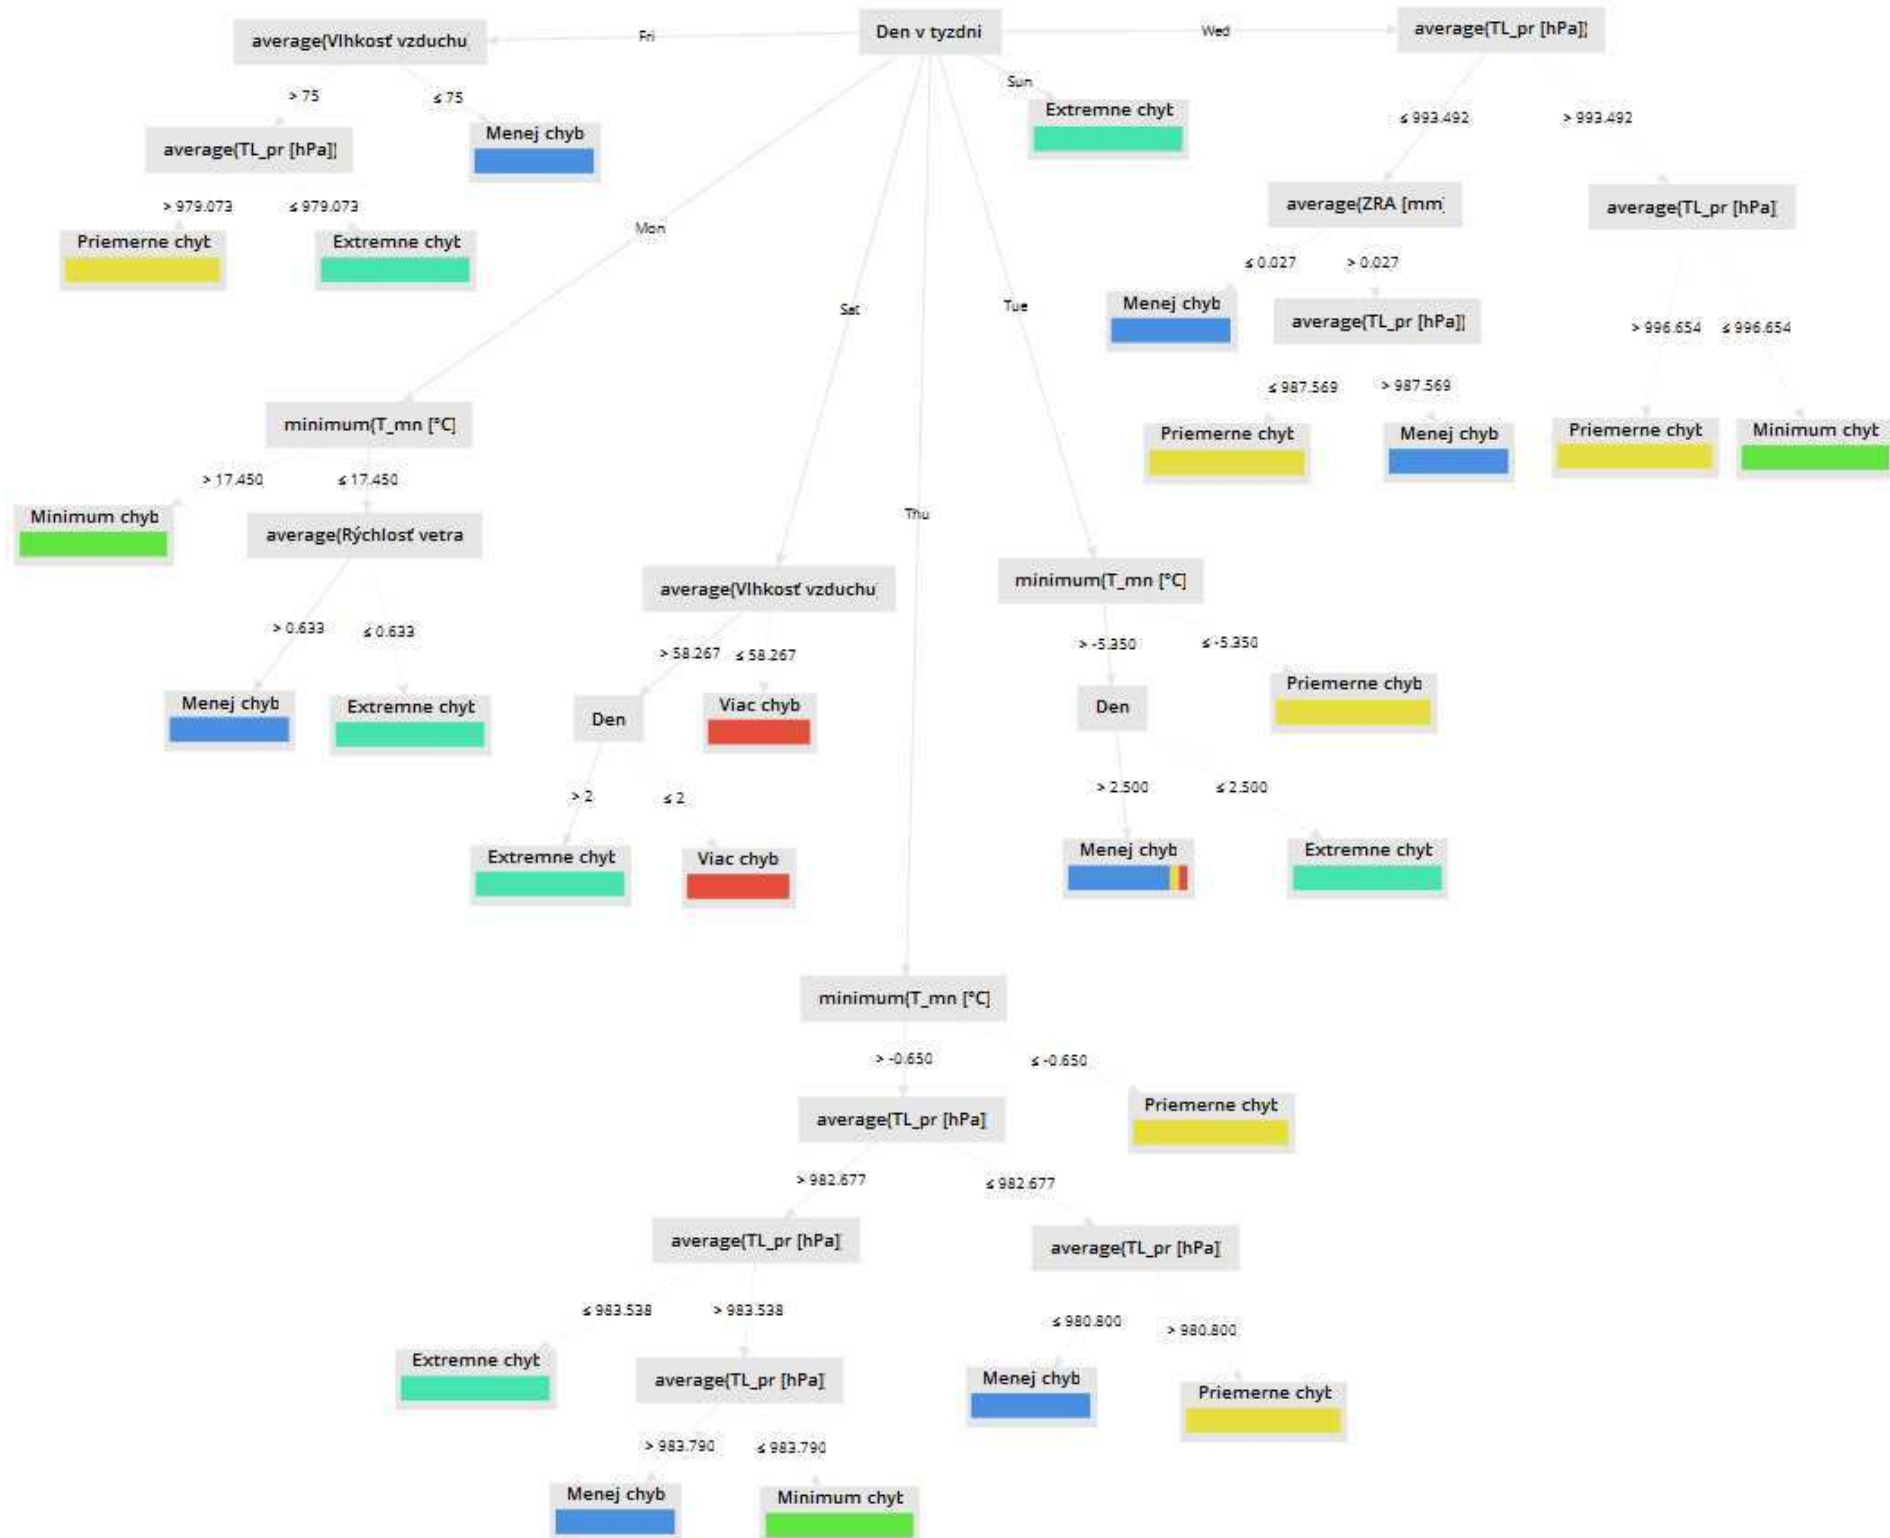 Den v tyzdni
Fri
Wed
Sun
Mon
Sat
Thu
Tue
average(Vlhkosť vzduchu
> 75
≤ 75
average(TL_pr [hPa])
Menej chyb
> 979.073
≤ 979.073
Priemerne chyt
Extremne chyt
Extremne chyt
average(TL_pr [hPa])
≤ 993.492
> 993.492
average(ZRA [mm]
average(TL_pr [hPa]
≤ 0.027
> 0.027
Menej chyb
average(TL_pr [hPa])
> 996.654
≤ 996.654
≤ 987.569
> 987.569
Priemerne chyt
Menej chyb
Priemerne chyt
Minimum chyt
minimum(T_mn [°C]
> 17.450
≤ 17.450
Minimum chyb
average(Rýchlosť vetra
> 0.633
≤ 0.633
Menej chyb
Extremne chyt
average(Vlhkosť vzduchu
> 58.267
≤ 58.267
Den
Viac chyb
> 2
≤ 2
Extremne chyt
Viac chyb
minimum(T_mn [°C]
> -5.350
≤ -5.350
Den
Priemerne chyb
> 2.500
≤ 2.500
Menej chyb
Extremne chyt
minimum(T_mn [°C]
> -0.650
≤ -0.650
average(TL_pr [hPa]
Priemerne chyt
> 982.677
≤ 982.677
average(TL_pr [hPa]
average(TL_pr [hPa]
≤ 983.538
> 983.538
≤ 980.800
> 980.800
Extremne chyt
average(TL_pr [hPa]
Menej chyb
Priemerne chyt
> 983.790
≤ 983.790
Menej chyb
Minimum chyt